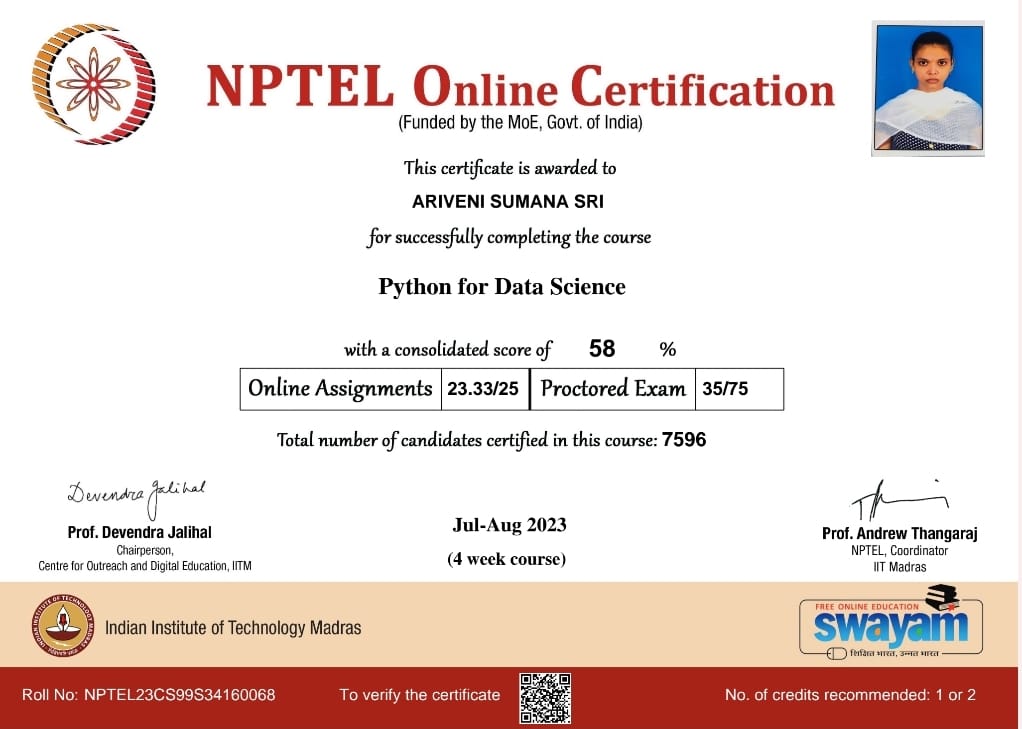 NPTEL Online Certification
(Funded by the MoE, Govt. of India)
This certificate is awarded to
ARIVENI SUMANA SRI
for successfully completing the course
Python for Data Science
with a consolidated score of 58 %
Online Assignments 23.33/25 Proctored Exam 35/75
Total number of candidates certified in this course: 7596
Devendra Jalihal
Prof. Devendra Jalihal
Chairperson,
Centre for Outreach and Digital Education, IITM
Jul-Aug 2023
(4 week course)
Prof. Andrew Thangaraj
NPTEL, Coordinator
IIT Madras
INDIAN INSTITUTE OF TECHNOLOGY MADRAS
Indian Institute of Technology Madras
FREE ONLINE EDUCATION
swayam
शिक्षित भारत, उन्नत भारत
Roll No: NPTEL23CS99S34160068
To verify the certificate
No. of credits recommended: 1 or 2